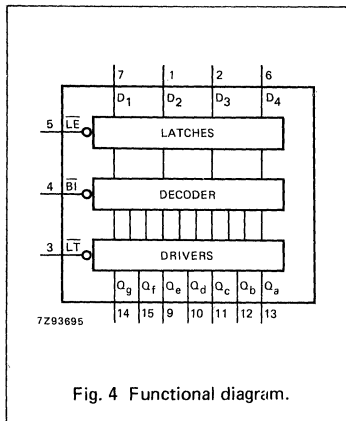 7 1 2 6
D1 D2 D3 D4
5 LE
LATCHES
4 BI
DECODER
3 LT
DRIVERS
Qg Qf Qe Qd Qc Qb Qa
7Z93695
14 15 9 10 11 12 13
Fig. 4 Functional diagram.